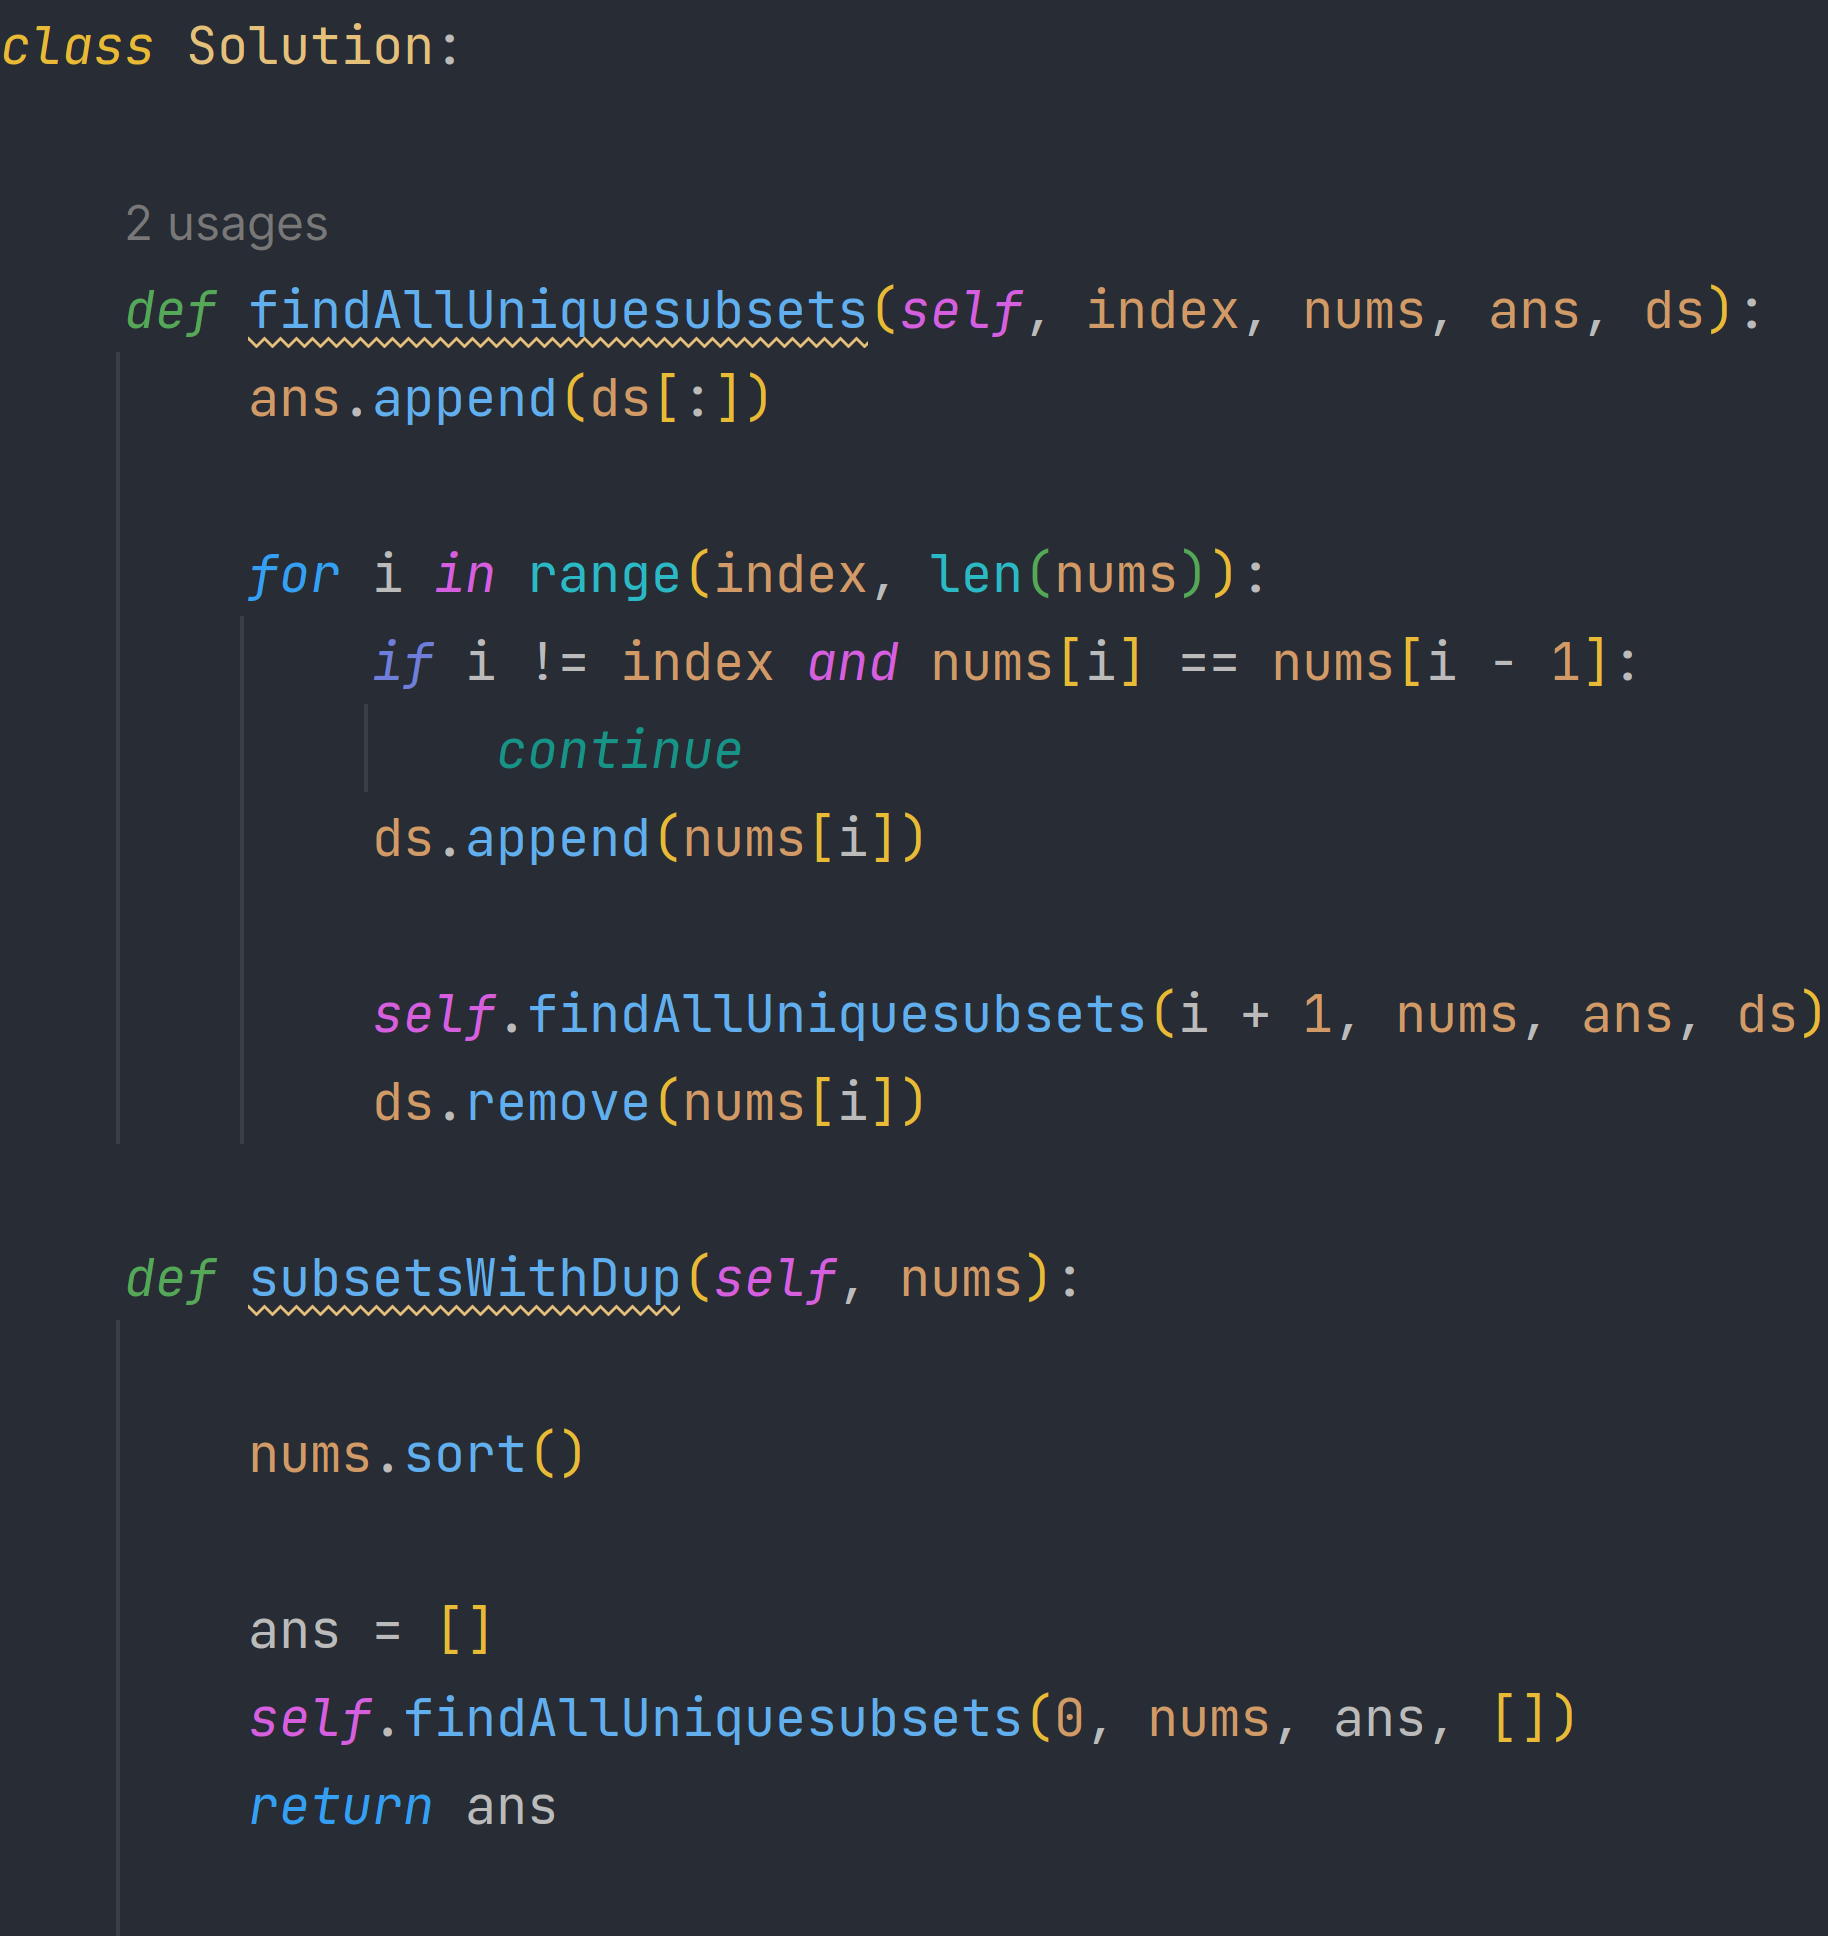 class Solution:
2 usages
def findAllUniquesubsets(self, index, nums, ans, ds):
ans.append(ds[:])
for i in range(index, len(nums)):
if i != index and nums[i] == nums[i - 1]:
continue
ds.append(nums[i])
self.findAllUniquesubsets(i + 1, nums, ans, ds)
ds.remove(nums[i])
def subsetsWithDup(self, nums):
nums.sort()
ans = []
self.findAllUniquesubsets(0, nums, ans, [])
return ans